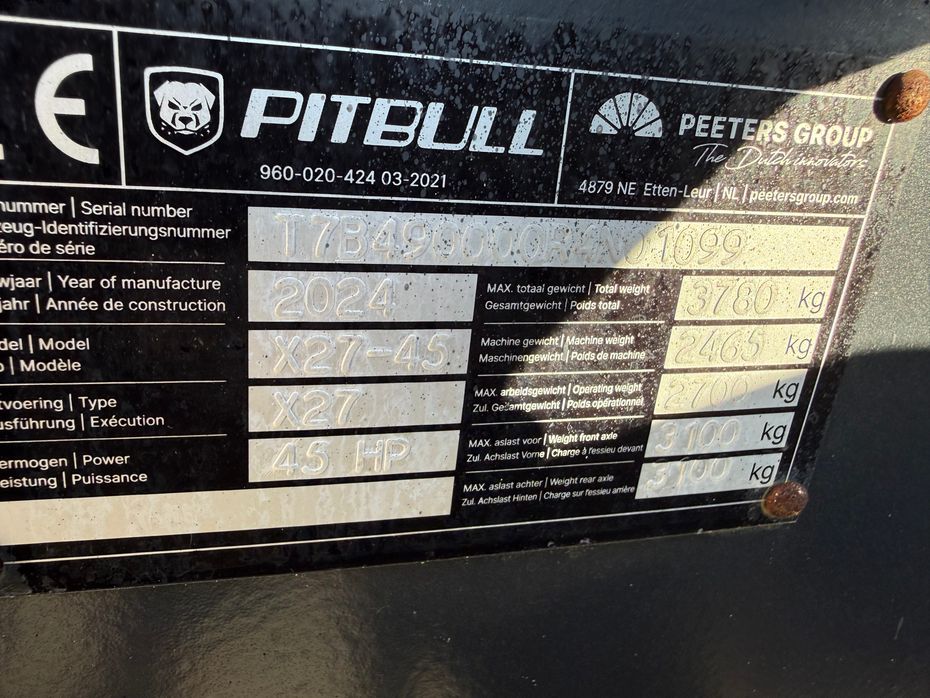 CE
PITBULL
960-020-424 03-2021
PEETERS GROUP
The Dutch innovators
4879 NE Etten-Leur | NL | peetersgroup.com
nummer | Serial number
zeug-Identifizierungsnummer
éro de série
T7B490000R4N01099
wjaar | Year of manufacture
jahr | Année de construction
2024
del | Model
| Modèle
X27-45
tvoering | Type
usführung | Exécution
X27
ermogen | Power
eistung | Puissance
45 HP
MAX. totaal gewicht | Total weight
Gesamtgewicht | Poids total
3780 kg
Machine gewicht | Machine weight
Maschinengewicht | Poids de machine
2465 kg
MAX. arbeidsgewicht | Operating weight
Zul. Gesamtgewicht | Poids opérationnel
2700 kg
MAX. aslast voor | Weight front axle
Zul. Achslast Vorne | Charge à l'essieu devant
3100 kg
MAX. aslast achter | Weight rear axle
Zul. Achslast Hinten | Charge sur l'essieu arrière
3100 kg